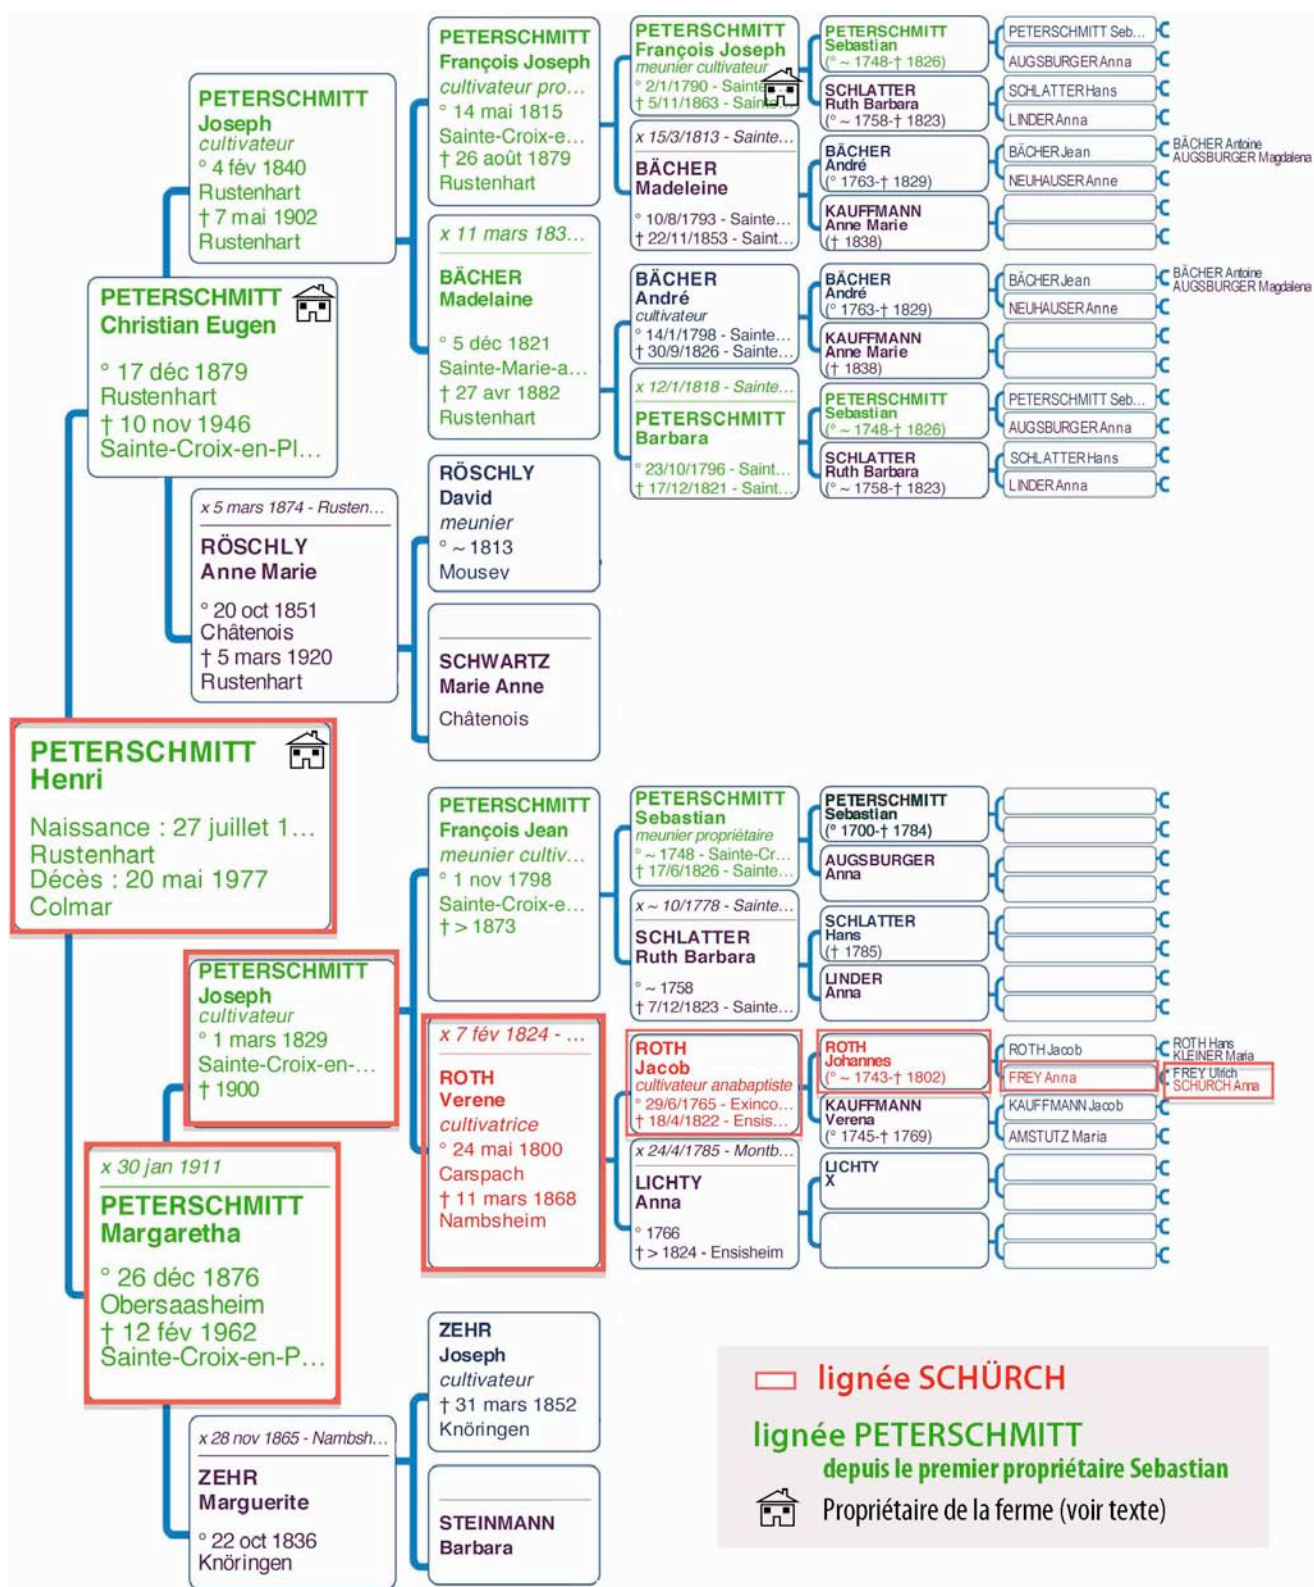 PETERSCHMITT
Henri
Naissance : 27 juillet 1...
Rustenhart
Décès : 20 mai 1977
Colmar
PETERSCHMITT
Christian Eugen
° 17 déc 1879
Rustenhart
† 10 nov 1946
Sainte-Croix-en-Pl...
x 30 jan 1911
PETERSCHMITT
Margaretha
° 26 déc 1876
Obersaasheim
† 12 fév 1962
Sainte-Croix-en-P...
PETERSCHMITT
Joseph
cultivateur
° 4 fév 1840
Rustenhart
† 7 mai 1902
Rustenhart
x 5 mars 1874 - Rusten...
RÖSCHLY
Anne Marie
° 20 oct 1851
Châtenois
† 5 mars 1920
Rustenhart
PETERSCHMITT
Joseph
cultivateur
° 1 mars 1829
Sainte-Croix-en-...
† 1900
x 28 nov 1865 - Nambsh...
ZEHR
Marguerite
° 22 oct 1836
Knöringen
PETERSCHMITT
François Joseph
cultivateur pro...
° 14 mai 1815
Sainte-Croix-e...
† 26 août 1879
Rustenhart
x 11 mars 183...
BÄCHER
Madelaine
° 5 déc 1821
Sainte-Marie-a...
† 27 avr 1882
Rustenhart
RÖSCHLY
David
meunier
° ~ 1813
Mousev
SCHWARTZ
Marie Anne
Châtenois
PETERSCHMITT
François Jean
meunier cultiv...
° 1 nov 1798
Sainte-Croix-e...
† > 1873
x 7 fév 1824 - ...
ROTH
Verene
cultivatrice
° 24 mai 1800
Carspach
† 11 mars 1868
Nambsheim
ZEHR
Joseph
cultivateur
† 31 mars 1852
Knöringen
STEINMANN
Barbara
PETERSCHMITT
François Joseph
meunier cultivateur
° 2/1/1790 - Sainte
† 5/11/1863 - Sainte...
x 15/3/1813 - Sainte...
BÄCHER
Madeleine
° 10/8/1793 - Sainte...
† 22/11/1853 - Saint...
BÄCHER
André
cultivateur
° 14/1/1798 - Sainte...
† 30/9/1826 - Sainte...
x 12/1/1818 - Sainte...
PETERSCHMITT
Barbara
° 23/10/1796 - Saint...
† 17/12/1821 - Saint...
PETERSCHMITT
Sebastian
meunier propriétaire
° ~ 1748 - Sainte-Cr...
† 17/6/1826 - Sainte...
x ~ 10/1778 - Sainte...
SCHLATTER
Ruth Barbara
° ~ 1758
† 7/12/1823 - Sainte...
ROTH
Jacob
cultivateur anabaptiste
° 29/6/1765 - Exinco...
† 18/4/1822 - Ensis...
x 24/4/1785 - Montb...
LICHTY
Anna
° 1766
† > 1824 - Ensisheim
PETERSCHMITT
Sebastian
(° ~ 1748-† 1826)
SCHLATTER
Ruth Barbara
(° ~ 1758-† 1823)
BÄCHER
André
(° 1763-† 1829)
KAUFFMANN
Anne Marie
(† 1838)
BÄCHER
André
(° 1763-† 1829)
KAUFFMANN
Anne Marie
(† 1838)
PETERSCHMITT
Sebastian
(° ~ 1748-† 1826)
SCHLATTER
Ruth Barbara
(° ~ 1758-† 1823)
PETERSCHMITT
Sebastian
(° 1700-† 1784)
AUGSBURGER
Anna
SCHLATTER
Hans
(† 1785)
LINDER
Anna
ROTH
Johannes
(° ~ 1743-† 1802)
KAUFFMANN
Verena
(° 1745-† 1769)
LICHTY
X
PETERSCHMITT Seb...
AUGSBURGER Anna
SCHLATTER Hans
LINDER Anna
BÄCHER Jean
NEUHAUSER Anne
BÄCHER Antoine
AUGSBURGER Magdalena
BÄCHER Jean
NEUHAUSER Anne
BÄCHER Antoine
AUGSBURGER Magdalena
PETERSCHMITT Seb...
AUGSBURGER Anna
SCHLATTER Hans
LINDER Anna
ROTH Jacob
FREY Anna
KAUFFMANN Jacob
AMSTUTZ Maria
ROTH Hans
KLEINER Maria
FREY Ulrich
SCHÜRCH Anna
lignée SCHÜRCH
lignée PETERSCHMITT
depuis le premier propriétaire Sebastian
Propriétaire de la ferme (voir texte)